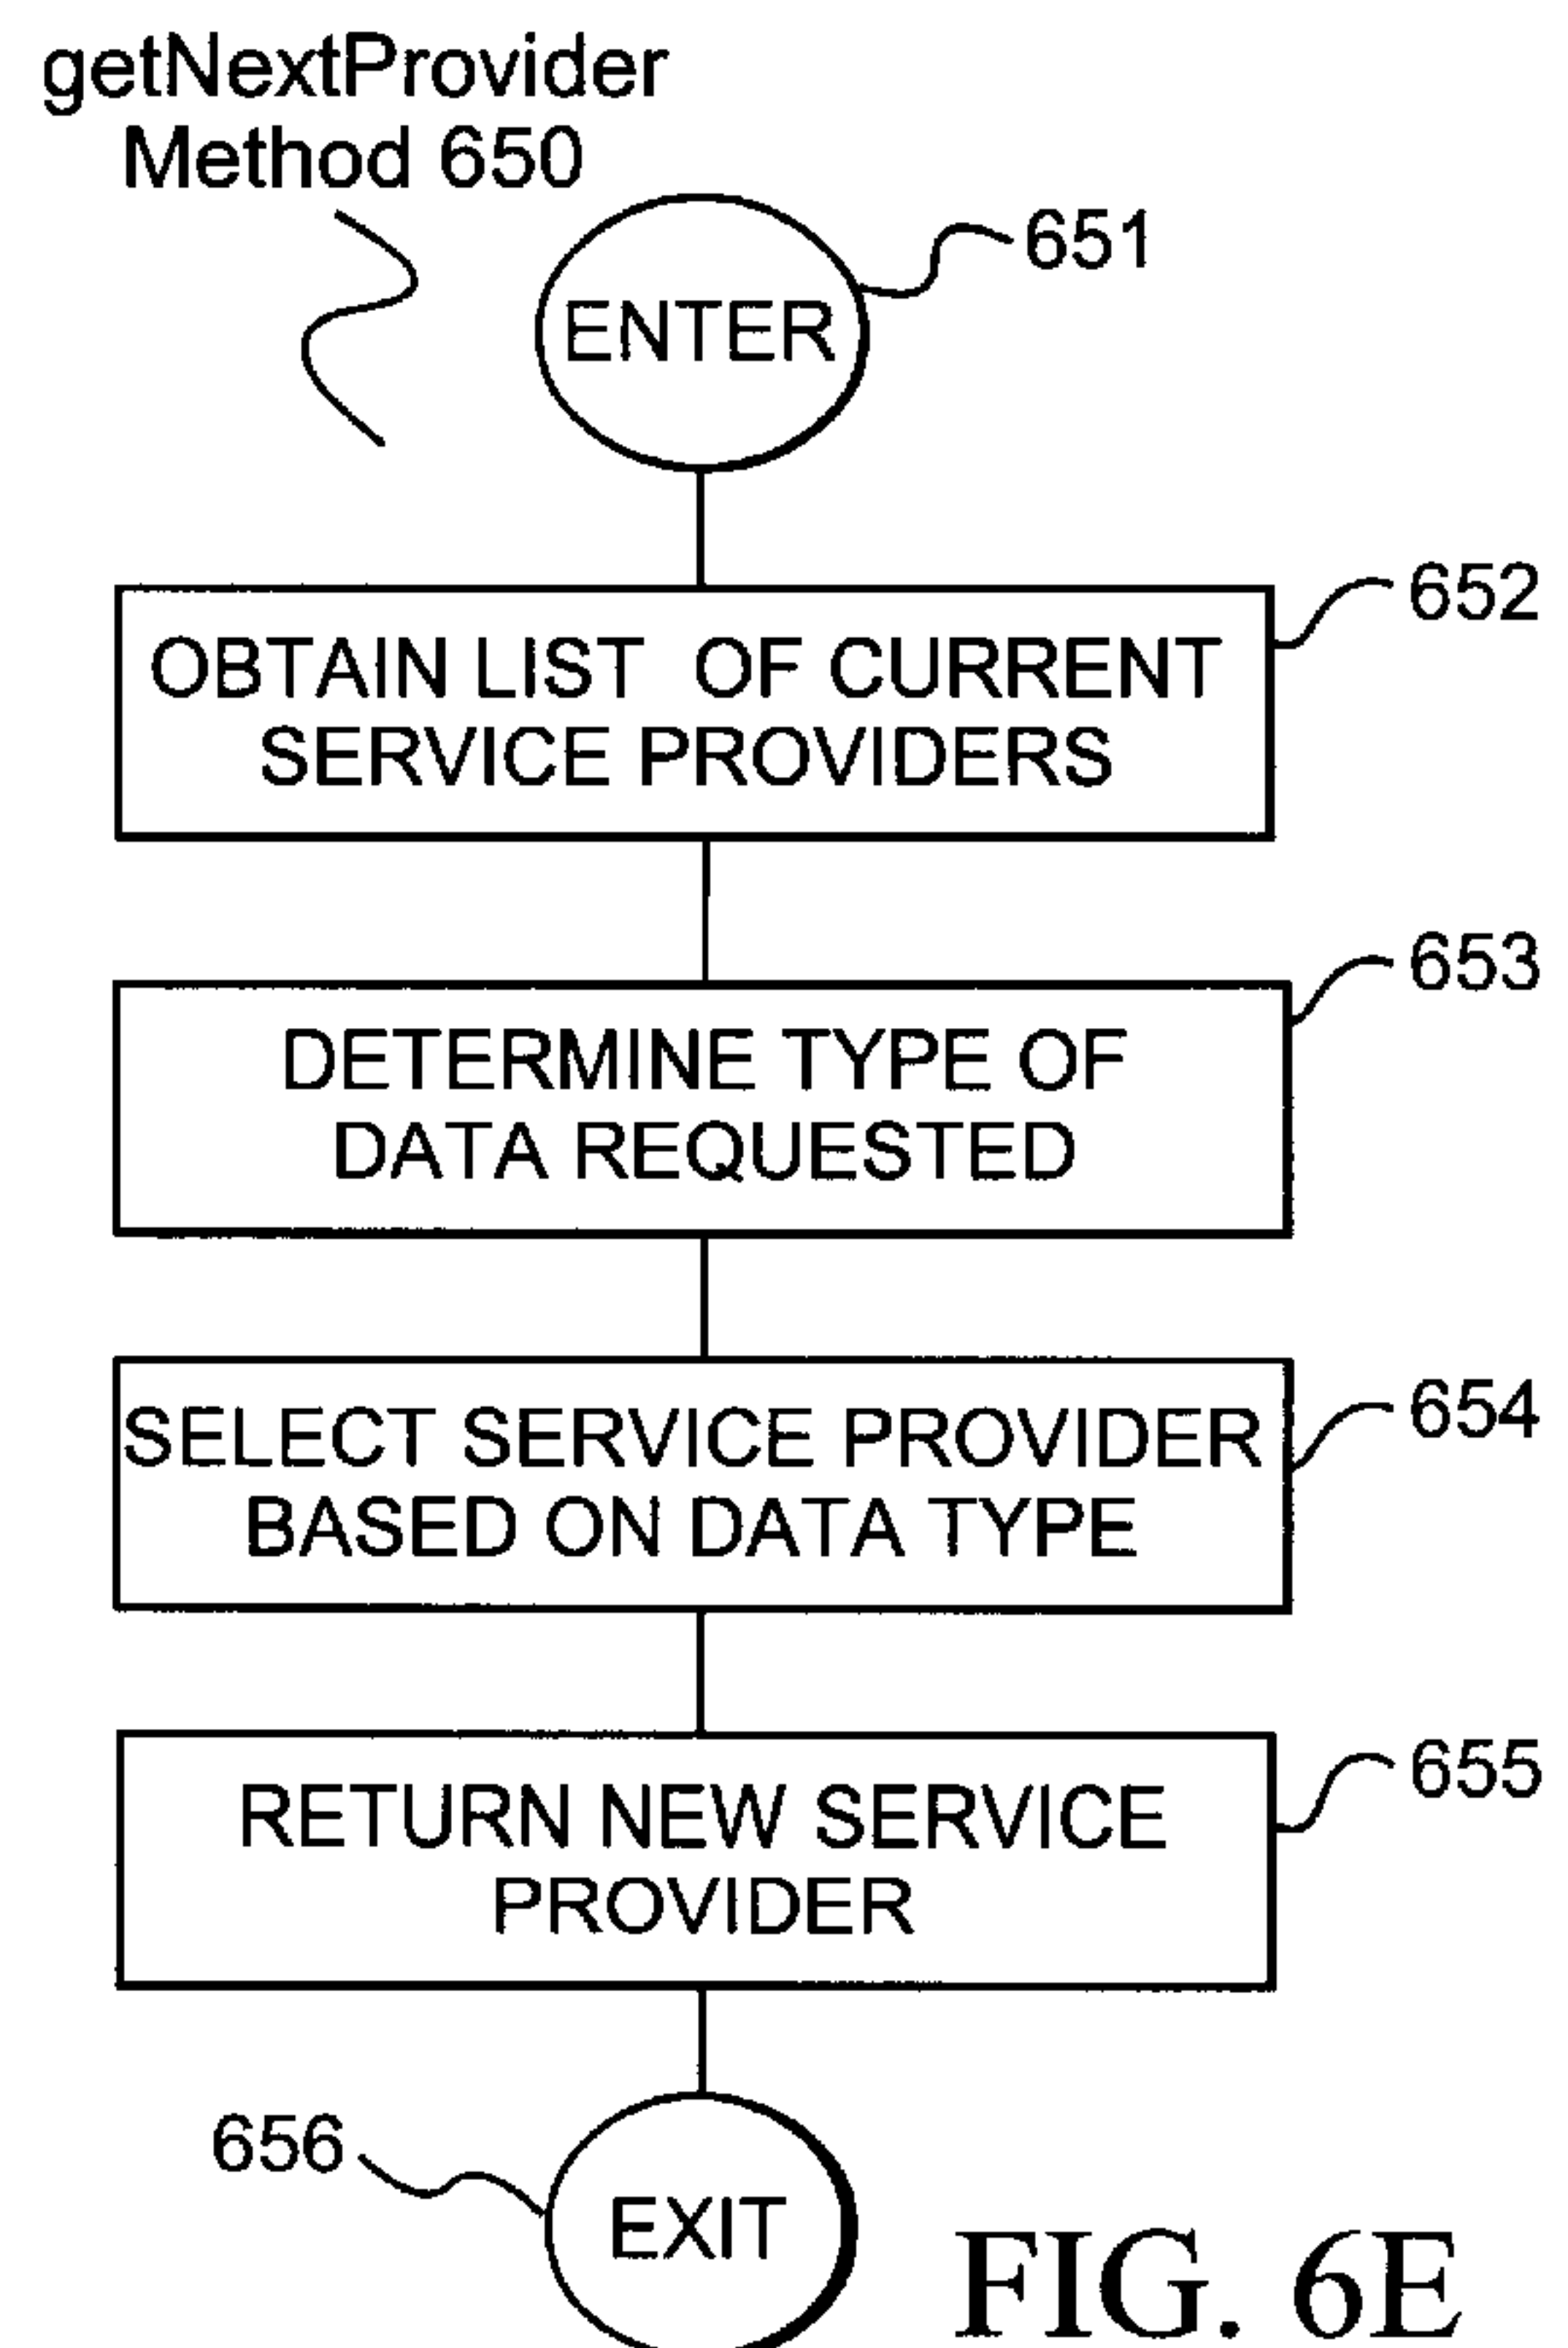 getNextProvider
Method 650
ENTER
651
OBTAIN LIST OF CURRENT
SERVICE PROVIDERS
652
DETERMINE TYPE OF
DATA REQUESTED
653
SELECT SERVICE PROVIDER
BASED ON DATA TYPE
654
RETURN NEW SERVICE
PROVIDER
655
656
EXIT
FIG. 6E